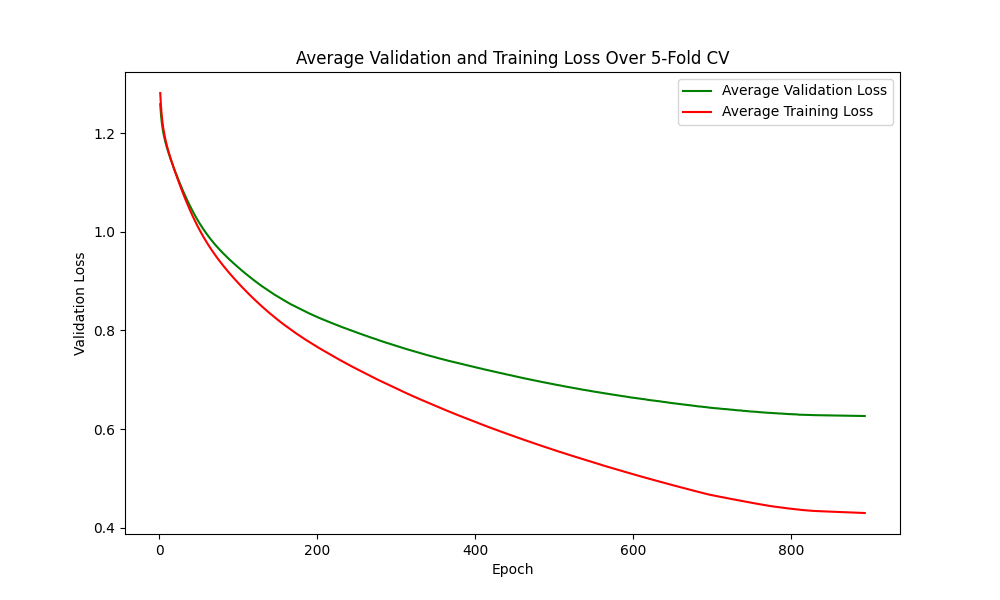 Average Validation and Training Loss Over 5-Fold CV
Average Validation Loss
Average Training Loss
1.2
1.0
0.8
0.6
0.4
Validation Loss
0
200
400
600
800
Epoch